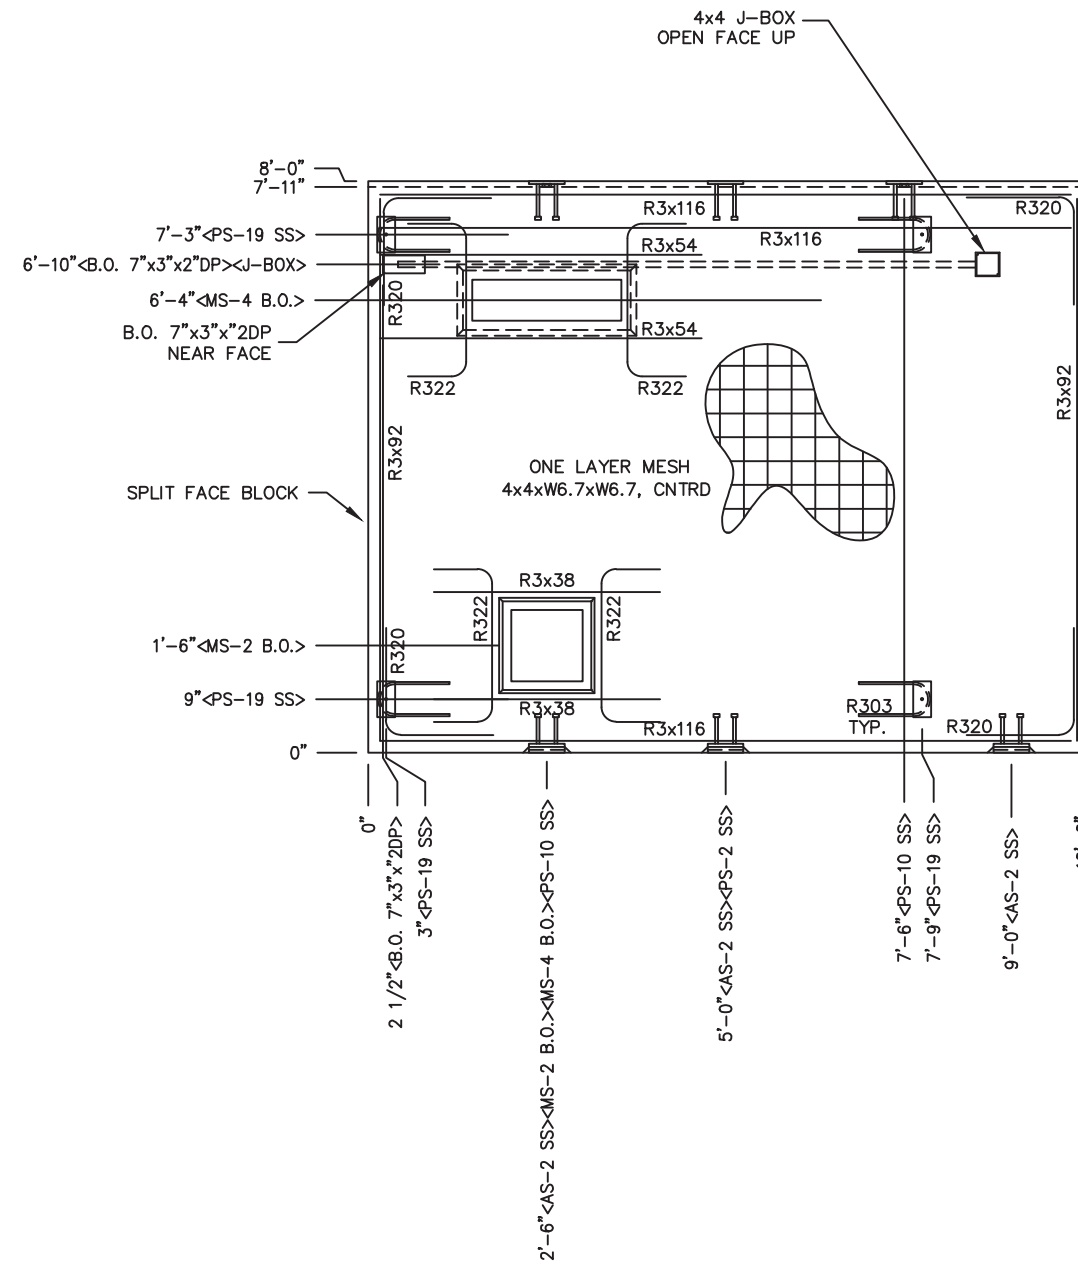 4x4 J-BOX
OPEN FACE UP
8'-0"
7'-11"
R3x116
R320
7'-3"<PS-19 SS>
R3x54
R3x116
6'-10"<B.O. 7"x3"x2"DP><J-BOX>
R320
6'-4"<MS-4 B.O.>
B.O. 7"x3"x"2DP
NEAR FACE
R3x54
R322
R322
R3x92
R3x92
ONE LAYER MESH
4x4xW6.7xW6.7, CNTRD
SPLIT FACE BLOCK
R3x38
R322
R322
R320
1'-6"<MS-2 B.O.>
9"<PS-19 SS>
R3x38
R303
TYP.
R3x116
R320
0"
0"
2 1/2"<B.O. 7"x3"x"2DP>
3"<PS-19 SS>
2'-6"<AS-2 SS><MS-2 B.O.><MS-4 B.O.><PS-10 SS>
5'-0"<AS-2 SS><PS-2 SS>
7'-6"<PS-10 SS>
7'-9"<PS-19 SS>
9'-0"<AS-2 SS>